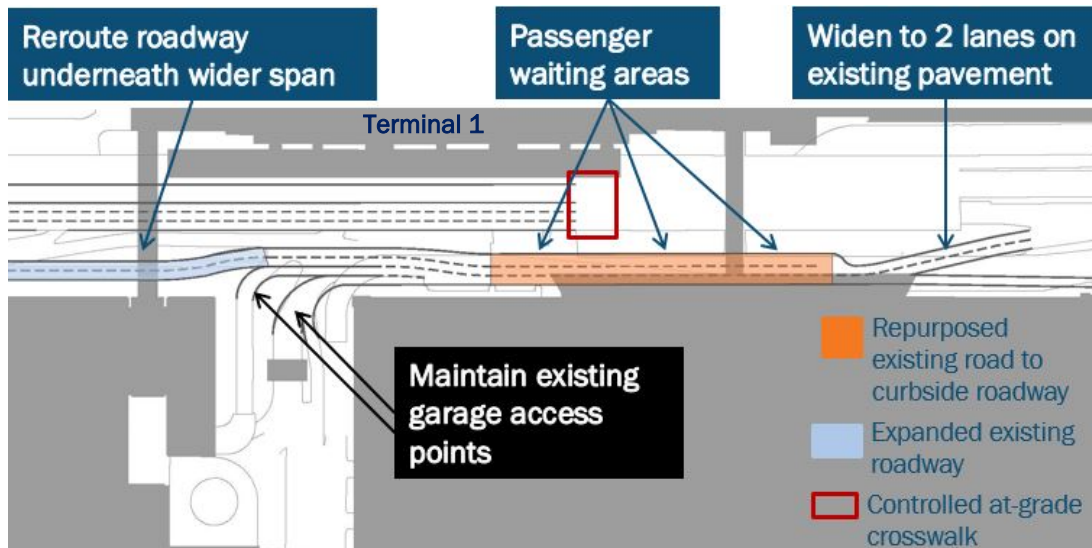 Reroute roadway
underneath wider span
Passenger
waiting areas
Widen to 2 lanes on
existing pavement
Terminal 1
Maintain existing
garage access
points
Repurposed
existing road to
curbside roadway
Expanded existing
roadway
Controlled at-grade
crosswalk